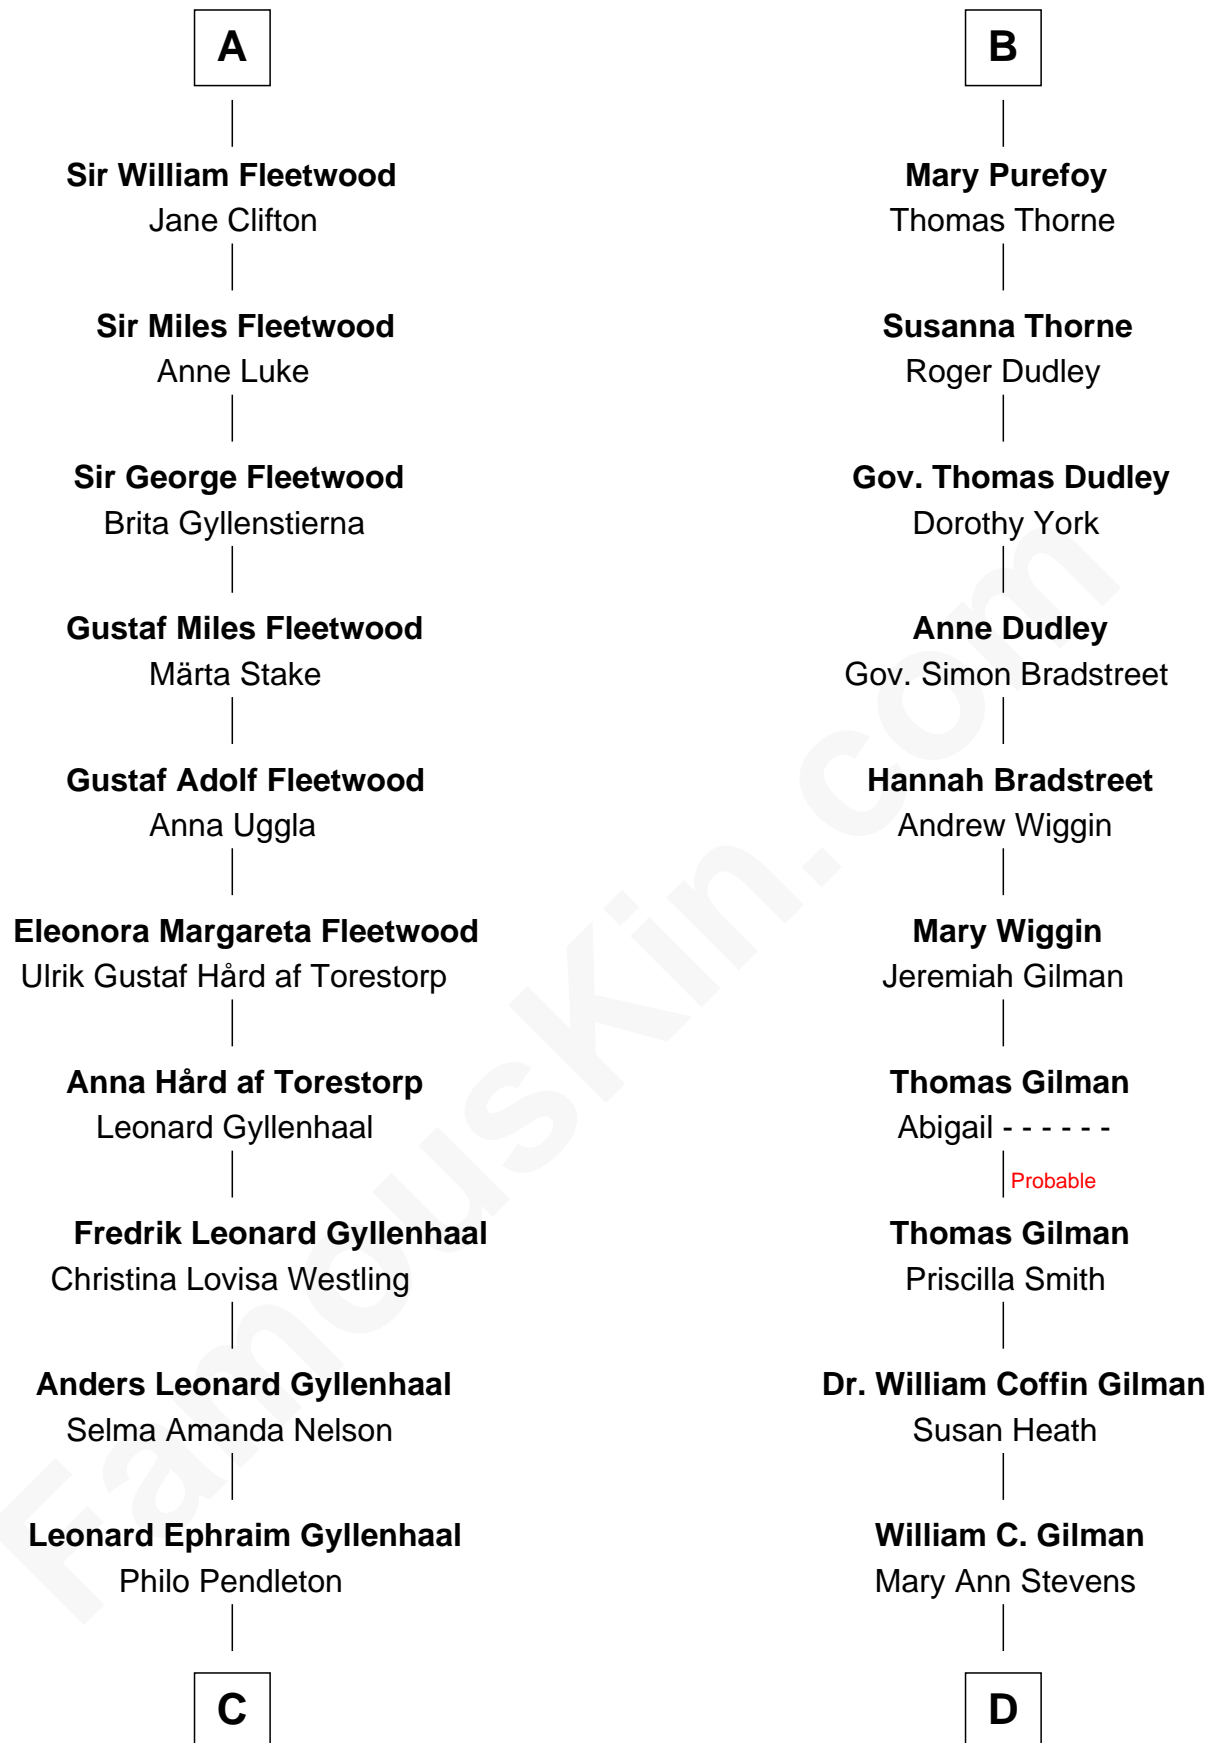 A
Sir William Fleetwood
Jane Clifton
Sir Miles Fleetwood
Anne Luke
Sir George Fleetwood
Brita Gyllenstierna
Gustaf Miles Fleetwood
Märta Stake
Gustaf Adolf Fleetwood
Anna Uggla
Eleonora Margareta Fleetwood
Ulrik Gustaf Hård af Torestorp
Anna Hård af Torestorp
Leonard Gyllenhaal
Fredrik Leonard Gyllenhaal
Christina Lovisa Westling
Anders Leonard Gyllenhaal
Selma Amanda Nelson
Leonard Ephraim Gyllenhaal
Philo Pendleton
C
B
Mary Purefoy
Thomas Thorne
Susanna Thorne
Roger Dudley
Gov. Thomas Dudley
Dorothy York
Anne Dudley
Gov. Simon Bradstreet
Hannah Bradstreet
Andrew Wiggin
Mary Wiggin
Jeremiah Gilman
Thomas Gilman
Abigail - - - - - -
Probable
Thomas Gilman
Priscilla Smith
Dr. William Coffin Gilman
Susan Heath
William C. Gilman
Mary Ann Stevens
D
FamousKin.com